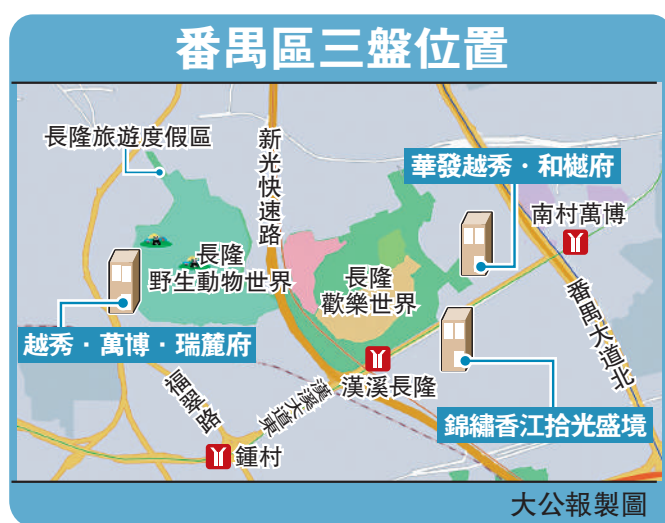 番禺區三盤位置
長隆旅遊度假區
新光快速路
華發越秀·和樾府
南村萬博
長隆
野生動物世界
長隆
歡樂世界
越秀·萬博·瑞麓府
番禺大道北
福翠路
漢溪大道東
漢溪長隆
錦繡香江拾光盛境
鍾村
大公報製圖